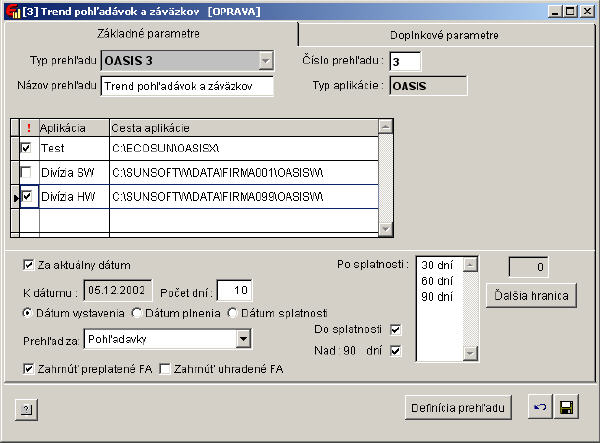 [3] Trend pohľadávok a záväzkov [OPRAVA]
Základné parametre
Doplnkové parametre
Typ prehľadu OASIS 3
Číslo prehľadu : 3
Názov prehľadu Trend pohľadávok a záväzkov
Typ aplikácie : OASIS
! Aplikácia Cesta aplikácie
Test C:\ECOSUN\OASISX\
Divízia SW C:\SUNSOFTW\DATA\FIRMA001\OASISW\
Divízia HW C:\SUNSOFTW\DATA\FIRMA099\OASISW\
Za aktuálny dátum
K dátumu : 05.12.2002 Počet dní : 10
Dátum vystavenia Dátum plnenia Dátum splatnosti
Prehľad za: Pohľadavky
Zahrnúť preplatené FA Zahrnúť uhradené FA
Po splatnosti :
30 dní
60 dní
90 dní
0
Ďalšia hranica
Do splatnosti
Nad : 90 dní
?
Definícia prehľadu